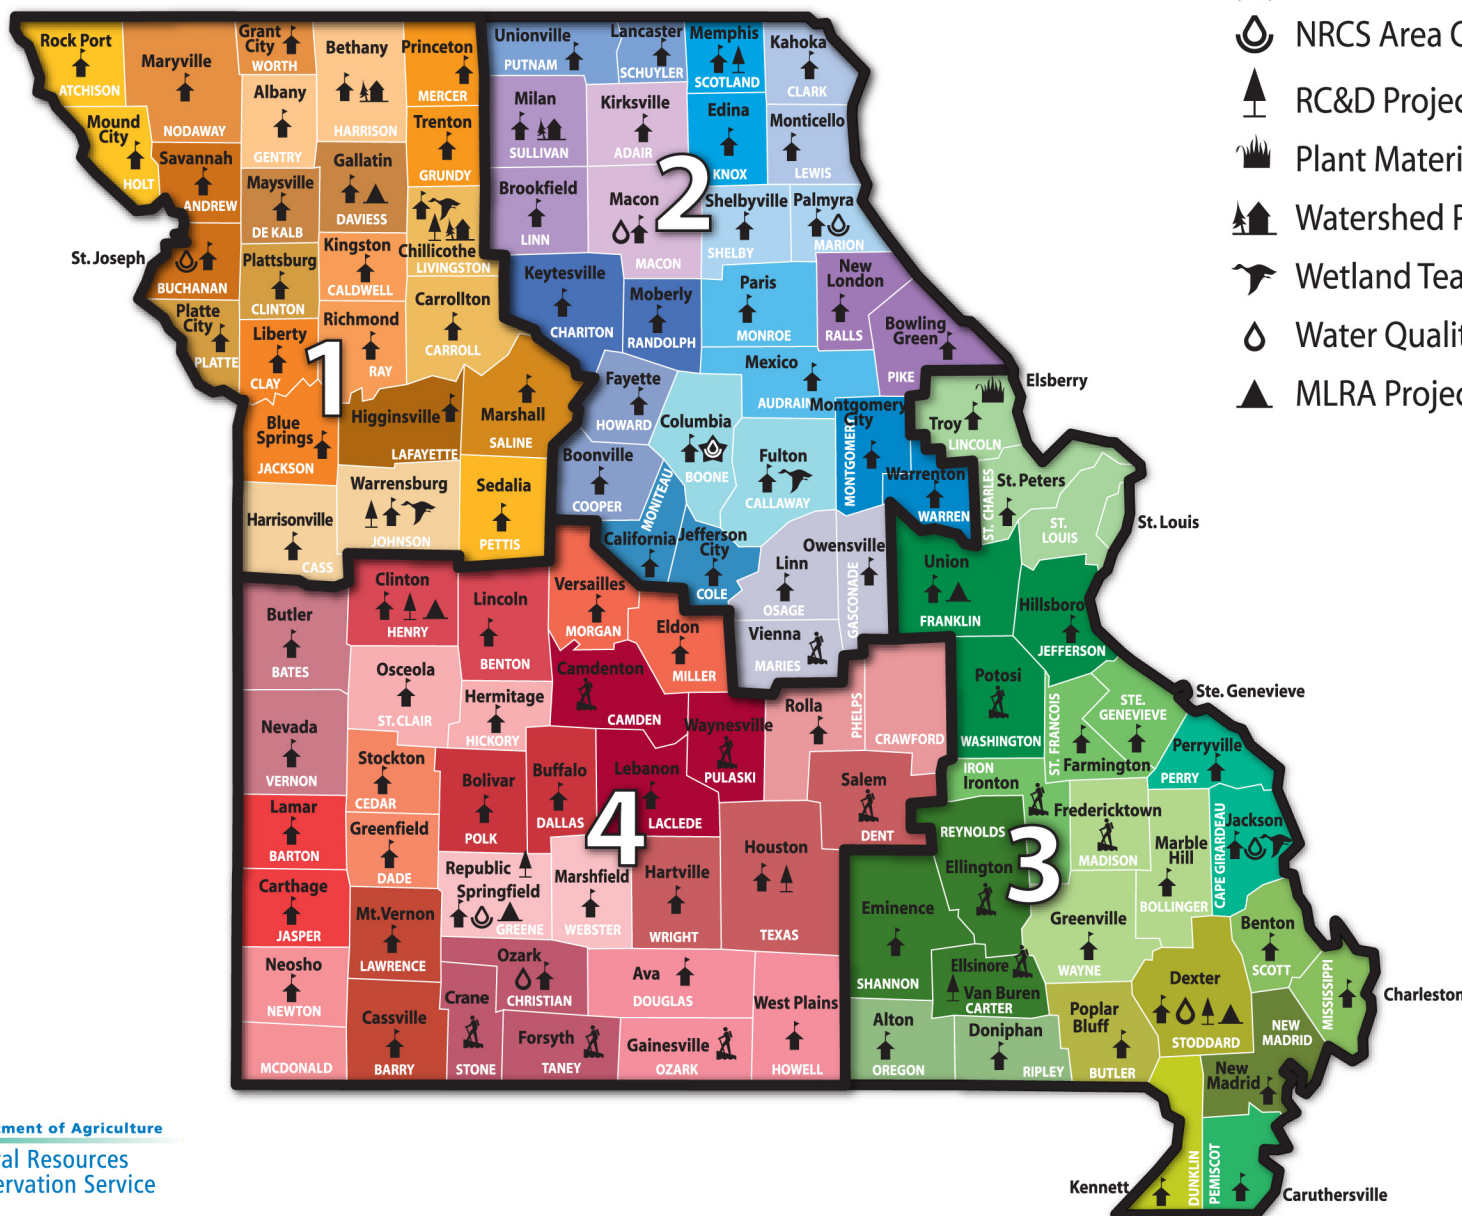 Rock Port
ATCHISON
Maryville
NODAWAY
Grant
City
WORTH
Bethany
HARRISON
Princeton
MERCER
Unionville
PUTNAM
Lancaster
SCHUYLER
Memphis
SCOTLAND
Kahoka
CLARK
NRCS Area
RC&D
Plant
Watershed
Wetland
Water
MLRA
Mound
City
HOLT
Savannah
ANDREW
Albany
GENTRY
Maysville
DE KALB
Gallatin
DAVIESS
Trenton
GRUNDY
Milan
SULLIVAN
Kirksville
ADAIR
Edina
KNOX
Monticello
LEWIS
Brookfield
LINN
Macon
MACON
2
Shelbyville
SHELBY
Palmyra
MARION
St. Joseph
BUCHANAN
Plattsburg
CLINTON
Kingston
CALDWELL
Chillicothe
LIVINGSTON
Platte
City
PLATTE
Liberty
CLAY
Richmond
RAY
Carrollton
CARROLL
1
Keytesville
CHARITON
Moberly
RANDOLPH
Paris
MONROE
New
London
RALLS
Bowling
Green
PIKE
Mexico
AUDRAIN
Fayette
HOWARD
Columbia
BOONE
Fulton
CALLAWAY
Montgomery
City
MONTGOMERY
Warrenton
WARREN
Elsberry
Troy
LINCOLN
ST. CHARLES
St. Peters
ST.
LOUIS
St. Louis
Blue
Springs
JACKSON
Higginsville
LAFAYETTE
Marshall
SALINE
Harrisonville
CASS
Warrensburg
JOHNSON
Sedalia
PETTIS
Boonville
COOPER
MONITEAU
California
Jefferson
City
COLE
Linn
OSAGE
Owensville
GASCONADE
Vienna
MARIES
Union
FRANKLIN
Hillsboro
JEFFERSON
Butler
BATES
Clinton
HENRY
Lincoln
BENTON
Versailles
MORGAN
Eldon
MILLER
Osceola
ST. CLAIR
Hermitage
HICKORY
Camdenton
CAMDEN
Waynesville
PULASKI
Rolla
PHELPS
CRAWFORD
Potosi
WASHINGTON
ST. FRANCOIS
Farmington
STE.
GENEVIEVE
Ste. Genevieve
Perryville
PERRY
Nevada
VERNON
Stockton
CEDAR
Bolivar
POLK
Buffalo
DALLAS
Lebanon
LACLEDE
4
Salem
DENT
IRON
Ironton
REYNOLDS
Ellington
3
Fredericktown
MADISON
Marble
Hill
BOLLINGER
CAPE GIRARDEAU
Jackson
Lamar
BARTON
Greenfield
DADE
Carthage
JASPER
Mt. Vernon
LAWRENCE
Republic
Springfield
GREENE
Marshfield
WEBSTER
Hartville
WRIGHT
Houston
TEXAS
Eminence
SHANNON
Greenville
WAYNE
Benton
SCOTT
MISSISSIPPI
Charleston
Neosho
NEWTON
MCDONALD
Cassville
BARRY
Ozark
CHRISTIAN
Crane
STONE
Forsyth
TANEY
Ava
DOUGLAS
Gainesville
OZARK
West Plains
HOWELL
Ellsinore
Van Buren
CARTER
Alton
OREGON
Doniphan
RIPLEY
Poplar
Bluff
BUTLER
Dexter
STODDARD
NEW
MADRID
New
Madrid
Kennett
DUNKLIN
PEMISCOT
Caruthersville
of Agriculture
Resources
Service